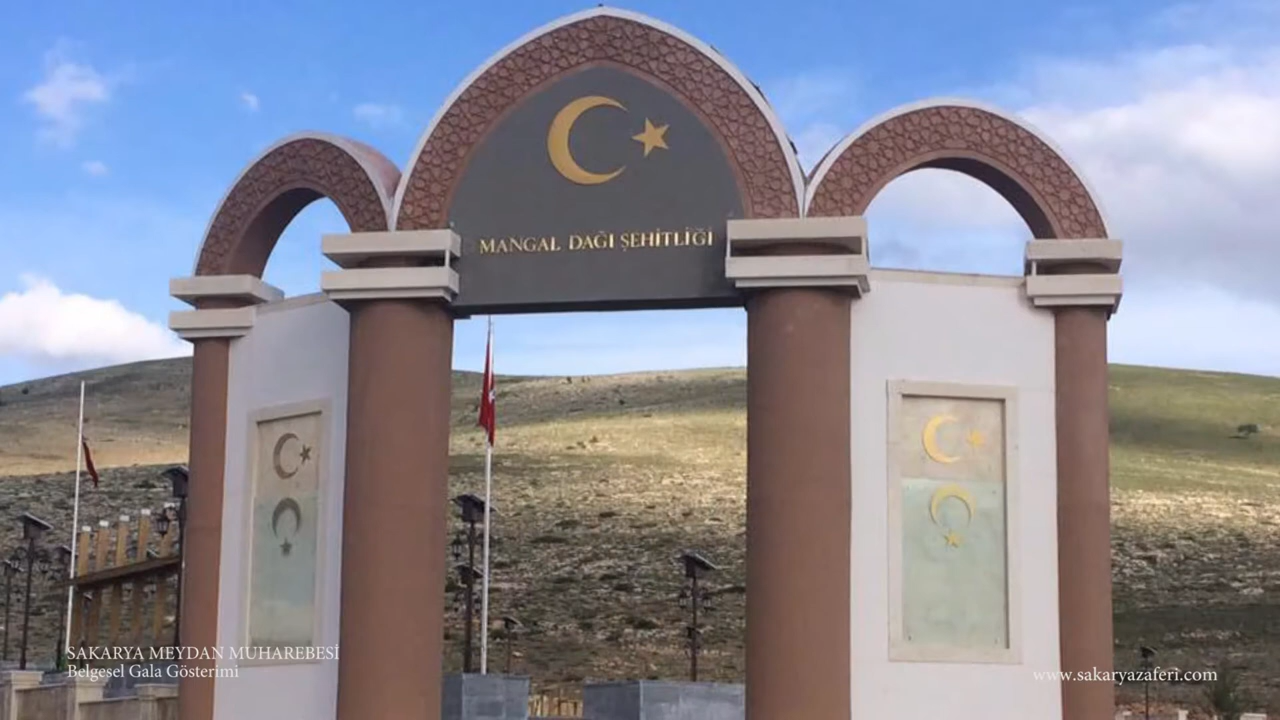 MANGAL DAĞI ŞEHİTLİĞİ
SAKARYA MEYDAN MUHAREBESİ
Belgesel Gala Gösterimi
www.sakaryazaferi.com